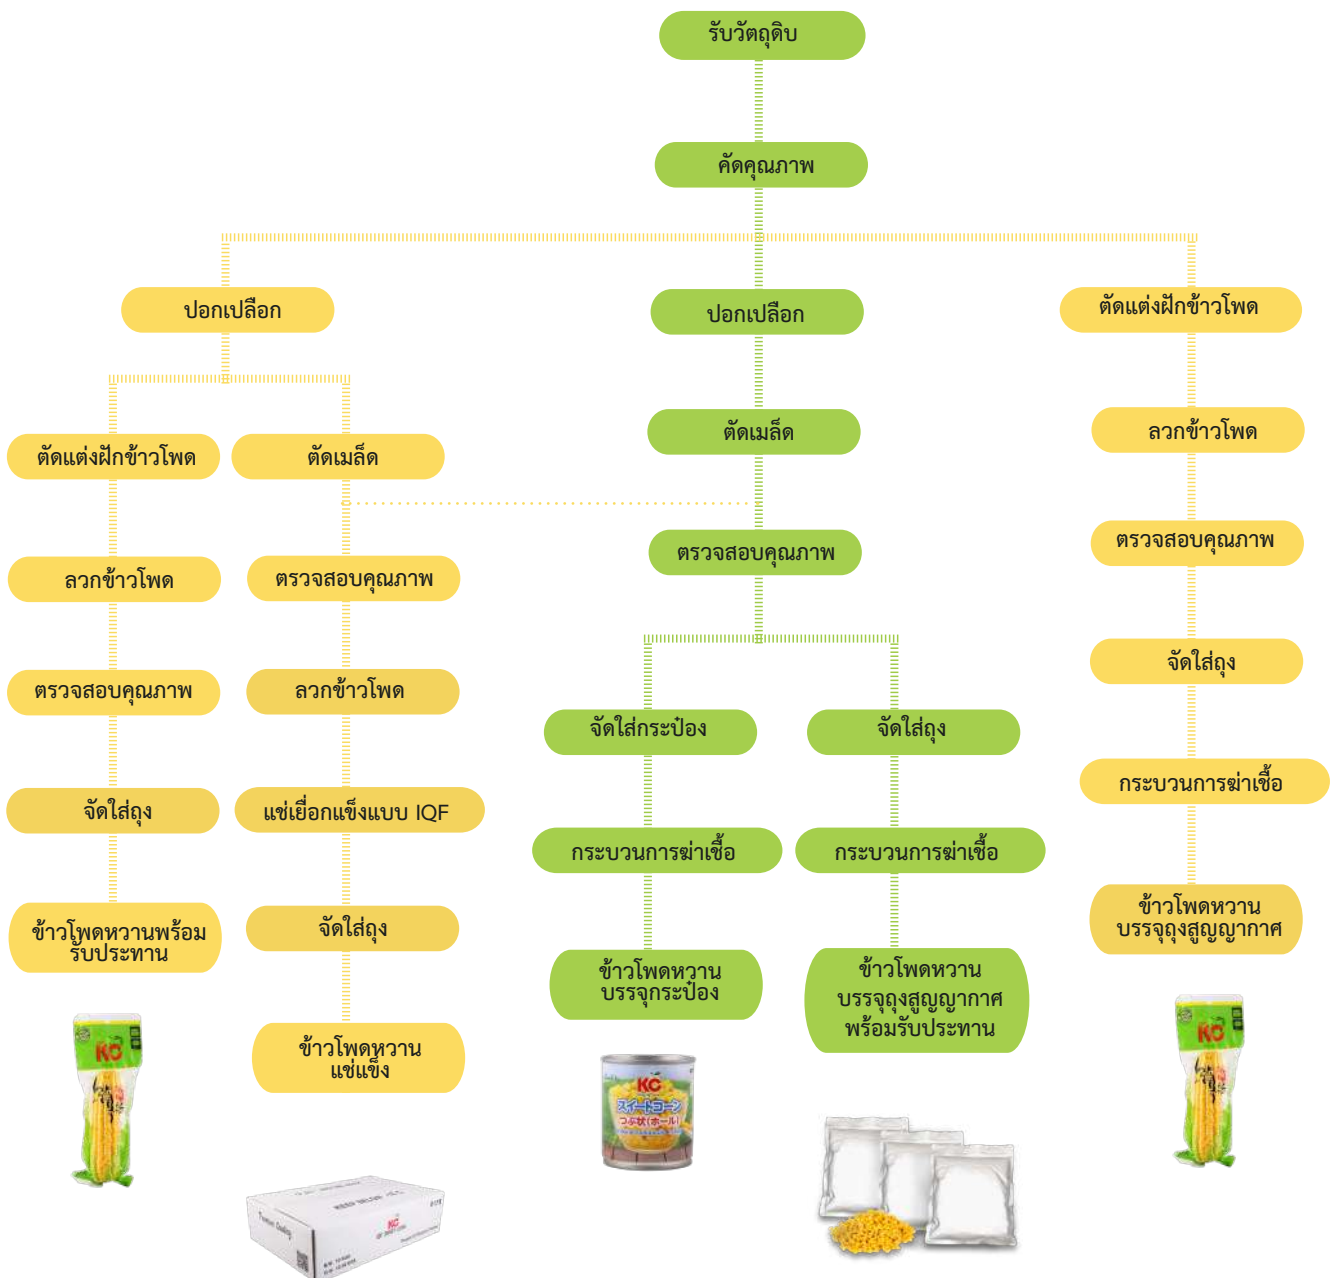 รับวัตถุดิบ
คัดคุณภาพ
ปอกเปลือก
ปอกเปลือก
ตัดแต่งฝักข้าวโพด
ตัดแต่งฝักข้าวโพด
ตัดเมล็ด
ตัดเมล็ด
ลวกข้าวโพด
ลวกข้าวโพด
ตรวจสอบคุณภาพ
ตรวจสอบคุณภาพ
ตรวจสอบคุณภาพ
ตรวจสอบคุณภาพ
ลวกข้าวโพด
จัดใส่กระป๋อง
จัดใส่ถุง
จัดใส่ถุง
จัดใส่ถุง
แช่เยื่อกแข็งแบบ IQF
กระบวนการฆ่าเชื้อ
กระบวนการฆ่าเชื้อ
กระบวนการฆ่าเชื้อ
ข้าวโพดหวานพร้อม
รับประทาน
จัดใส่ถุง
ข้าวโพดหวาน
บรรจุกระป๋อง
ข้าวโพดหวาน
บรรจุถุงสูญญากาศ
พร้อมรับประทาน
ข้าวโพดหวาน
บรรจุถุงสูญญากาศ
ข้าวโพดหวาน
แช่แข็ง
KC
KC
KC
スイートコーン
つぶ状(ホール)
KC